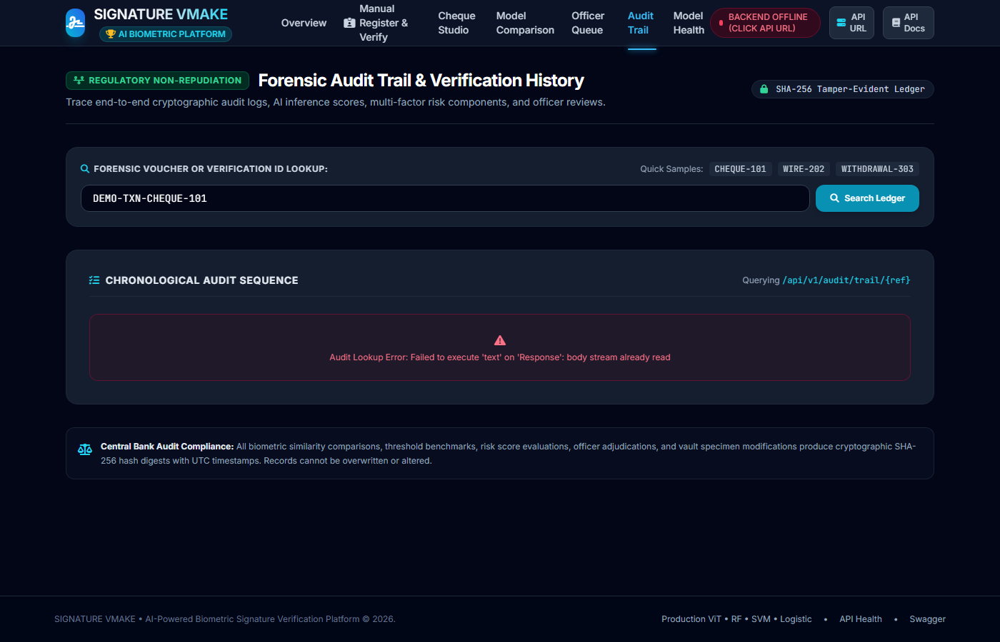 SIGNATURE VMAKE
AI BIOMETRIC PLATFORM
Overview
Manual
Register &
Verify
Cheque
Studio
Model
Comparison
Officer
Queue
Audit
Trail
Model
Health
BACKEND OFFLINE
(CLICK API URL)
API
URL
API
Docs
REGULATORY NON-REPUDIATION
Forensic Audit Trail & Verification History
Trace end-to-end cryptographic audit logs, AI inference scores, multi-factor risk components, and officer reviews.
SHA-256 Tamper-Evident Ledger
FORENSIC VOUCHER OR VERIFICATION ID LOOKUP:
Quick Samples: CHEQUE-101 WIRE-202 WITHDRAWAL-303
DEMO-TXN-CHEQUE-101
Search Ledger
CHRONOLOGICAL AUDIT SEQUENCE
Querying /api/v1/audit/trail/{ref}
Audit Lookup Error: Failed to execute 'text' on 'Response': body stream already read
Central Bank Audit Compliance: All biometric similarity comparisons, threshold benchmarks, risk score evaluations, officer adjudications, and vault specimen modifications produce cryptographic SHA-
256 hash digests with UTC timestamps. Records cannot be overwritten or altered.
SIGNATURE VMAKE • AI-Powered Biometric Signature Verification Platform © 2026.
Production ViT • RF • SVM • Logistic • API Health • Swagger